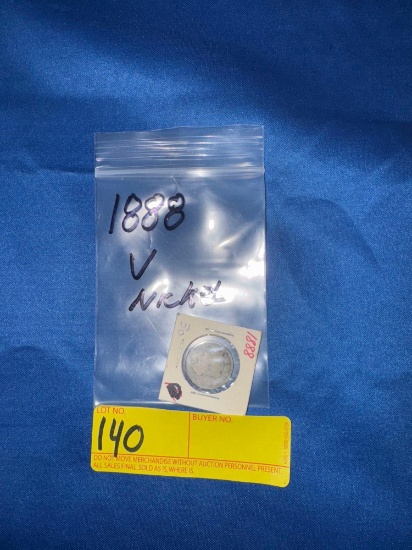 1888
V
Nickel
1888
LOT NO.
BUYER NO.
140
DO NOT MOVE MERCHANDISE WITHOUT AUCTION PERSONNEL PRESENT.
ALL SALES FINAL. SOLD AS IS, WHERE IS.